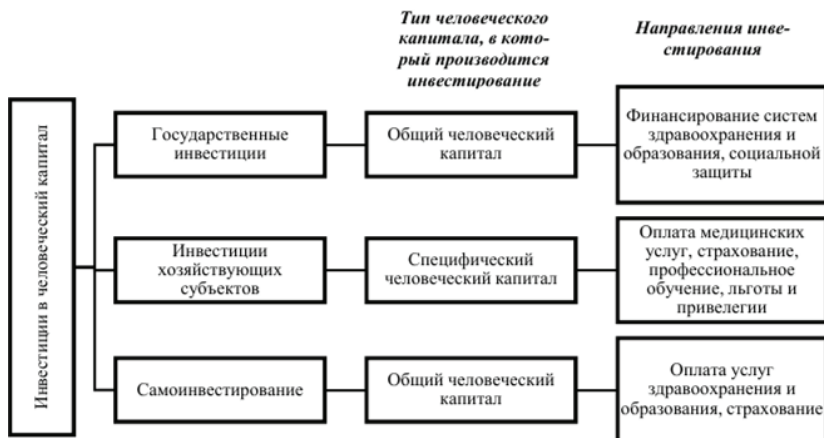 Тип человеческого
капитала, в кото-
рый производится
инвестирование
Направления инве-
стирования
Инвестиции в человеческий капитал
Государственные
инвестиции
Общий человеческий
капитал
Финансирование систем
здравоохранения и
образования, социальной
защиты
Инвестиции
хозяйствующих
субъектов
Специфический
человеческий капитал
Оплата медицинских
услуг, страхование,
профессиональное
обучение, льготы и
привелегии
Самоинвестирование
Общий человеческий
капитал
Оплата услуг
здравоохранения и
образования, страхование